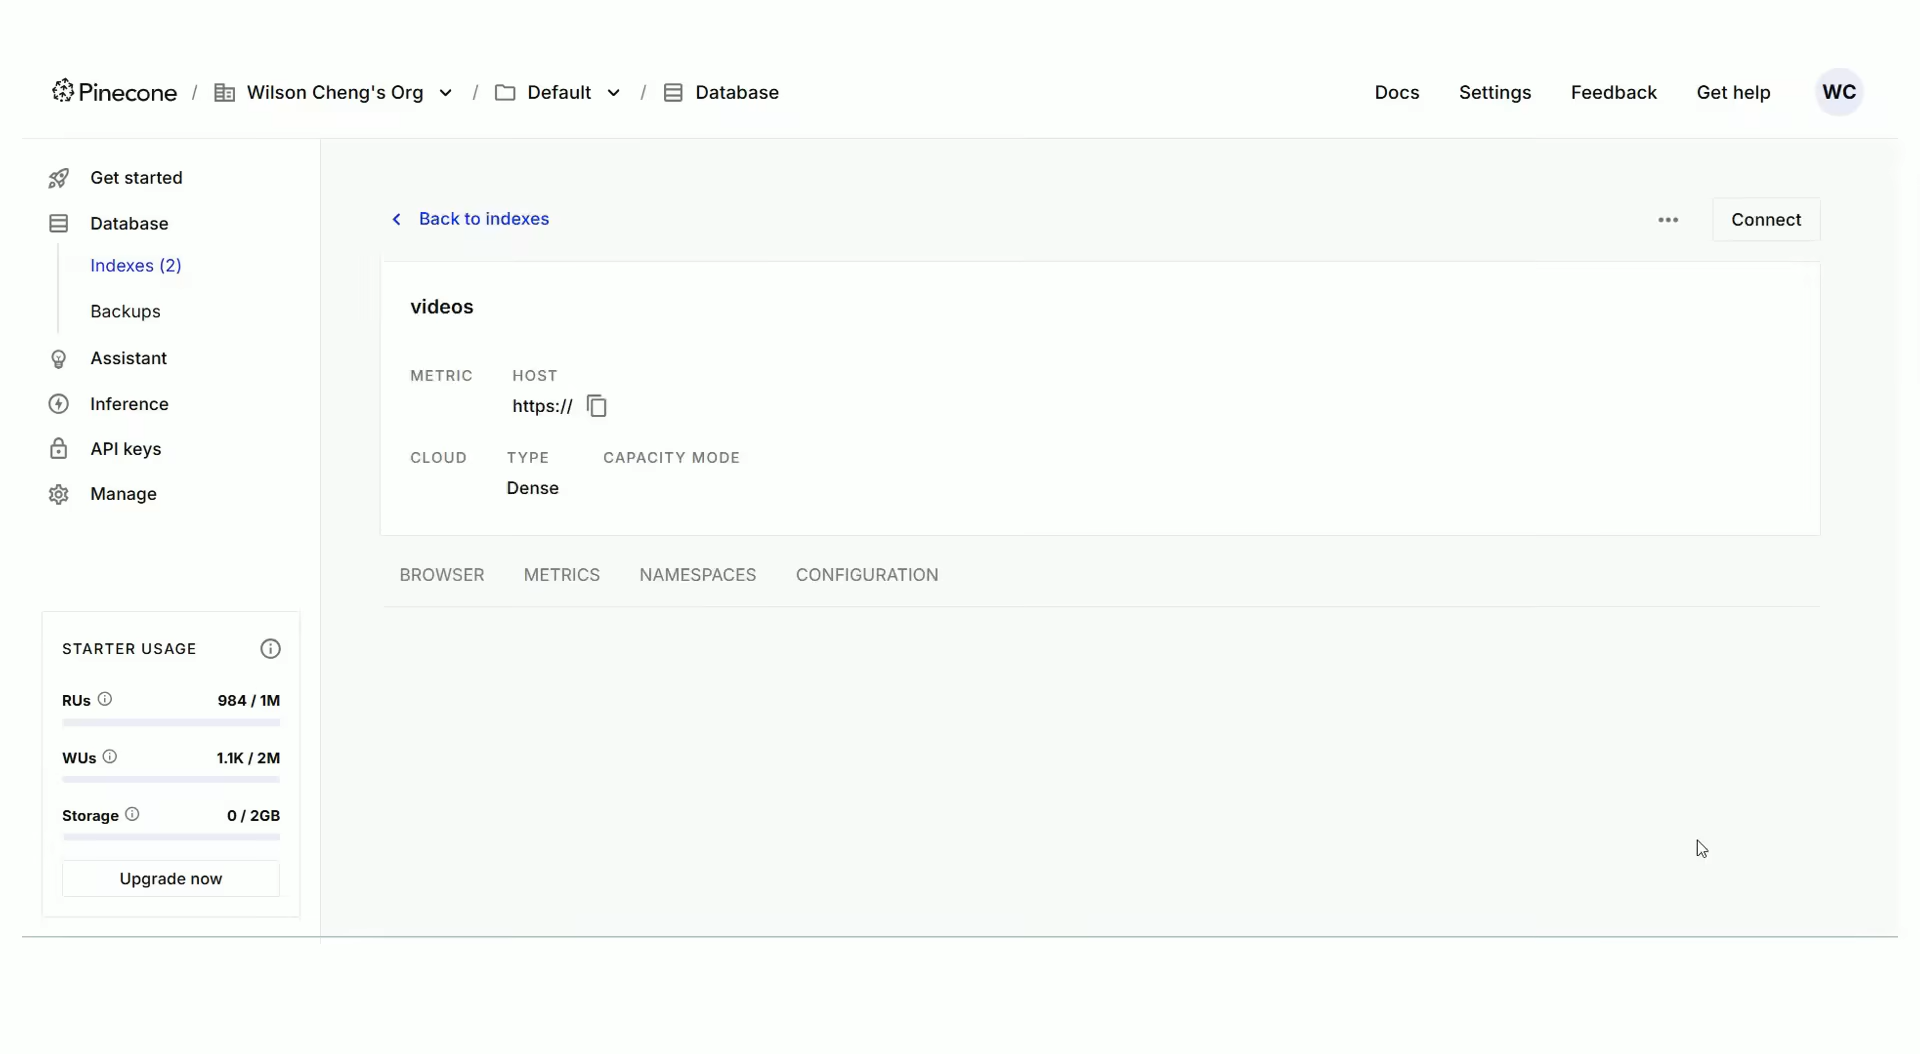 Pinecone / Wilson Cheng's Org / Default / Database
Docs Settings Feedback Get help WC
Get started
Database
Indexes (2)
Backups
Assistant
Inference
API keys
Manage
STARTER USAGE
RUs 984 / 1M
WUs 1.1K / 2M
Storage 0 / 2GB
Upgrade now
Back to indexes
Connect
videos
METRIC HOST
https://
CLOUD TYPE CAPACITY MODE
Dense
BROWSER METRICS NAMESPACES CONFIGURATION